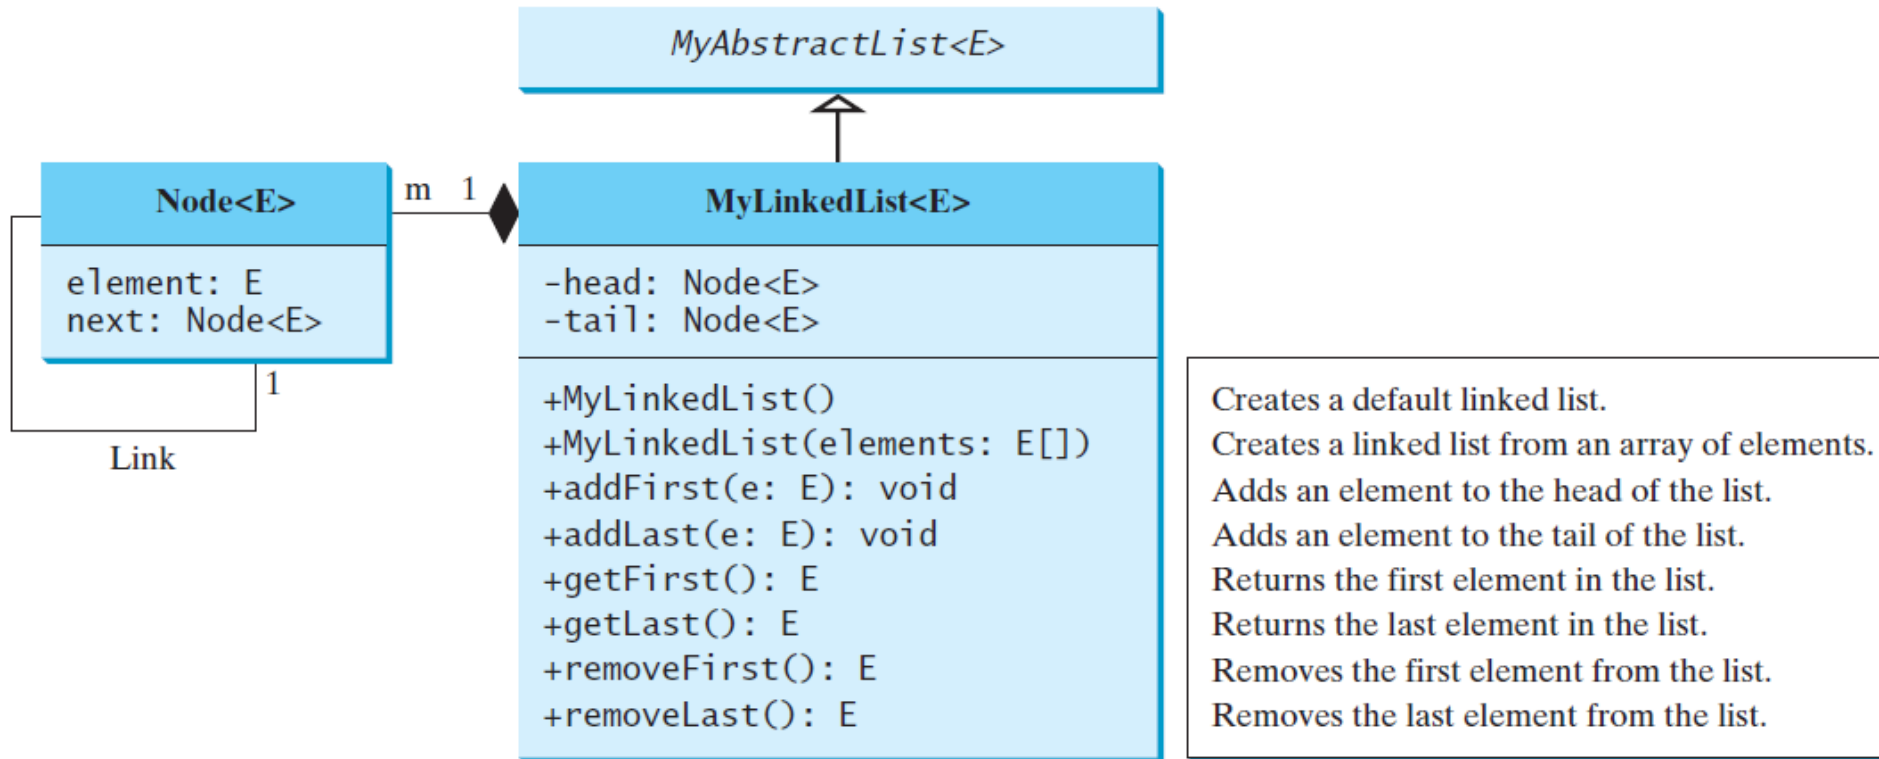 MyAbstractList<E>
Node<E>
m 1
MyLinkedList<E>
element: E
next: Node<E>
1
Link
-head: Node<E>
-tail: Node<E>
+MyLinkedList()
+MyLinkedList(elements: E[])
+addFirst(e: E): void
+addLast(e: E): void
+getFirst(): E
+getLast(): E
+removeFirst(): E
+removeLast(): E
Creates a default linked list.
Creates a linked list from an array of elements.
Adds an element to the head of the list.
Adds an element to the tail of the list.
Returns the first element in the list.
Returns the last element in the list.
Removes the first element from the list.
Removes the last element from the list.